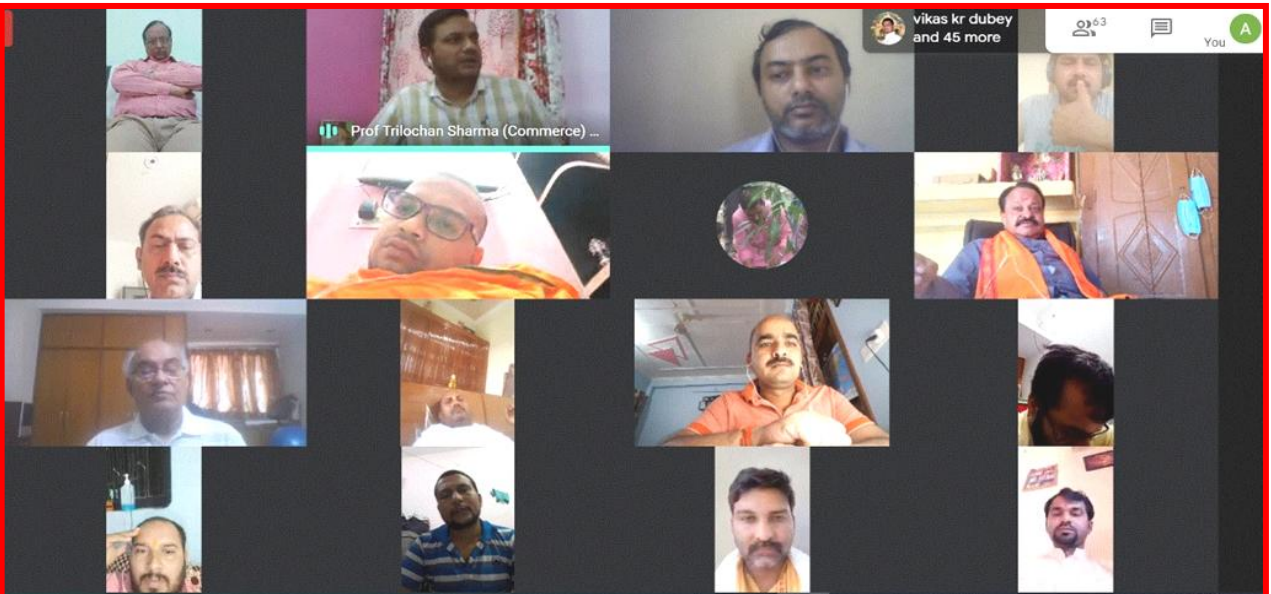 vikas kr dubey
and 45 more
63
You
A
Prof Trilochan Sharma (Commerce) ...